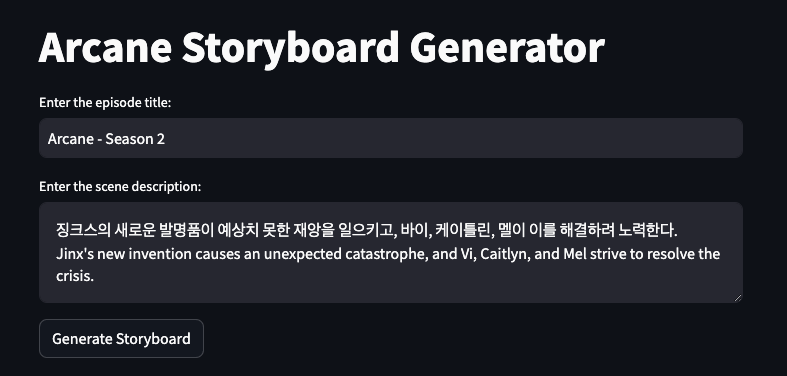 Arcane Storyboard Generator
Enter the episode title:
Arcane - Season 2
Enter the scene description:
징크스의 새로운 발명품이 예상치 못한 재앙을 일으키고, 바이, 케이틀린, 멜이 이를 해결하려 노력한다.
Jinx's new invention causes an unexpected catastrophe, and Vi, Caitlyn, and Mel strive to resolve the
crisis.
Generate Storyboard